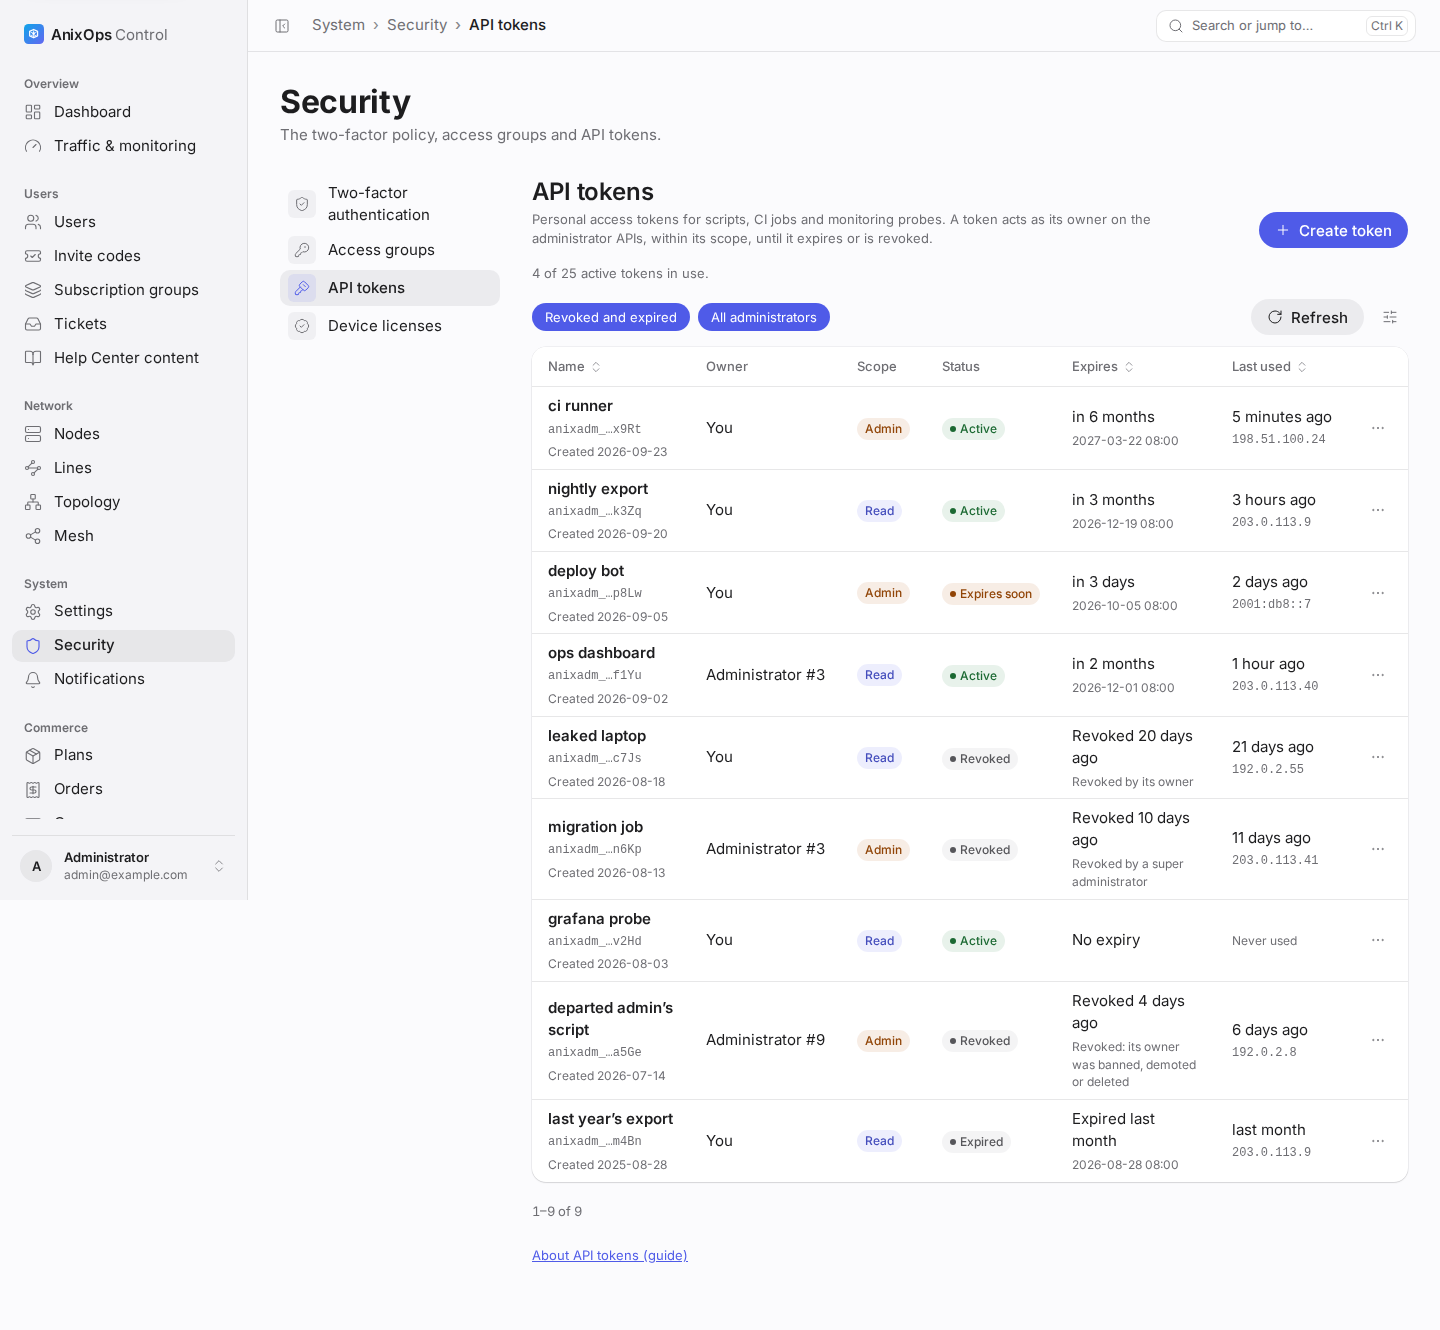 AnixOps Control
System › Security › API tokens
Search or jump to...
Ctrl K
Overview
Dashboard
Traffic & monitoring
Users
Users
Invite codes
Subscription groups
Tickets
Help Center content
Network
Nodes
Lines
Topology
Mesh
System
Settings
Security
Notifications
Commerce
Plans
Orders
A
Administrator
admin@example.com
Security
The two-factor policy, access groups and API tokens.
Two-factor
authentication
Access groups
API tokens
Device licenses
API tokens
Personal access tokens for scripts, CI jobs and monitoring probes. A token acts as its owner on the
administrator APIs, within its scope, until it expires or is revoked.
Create token
4 of 25 active tokens in use.
Revoked and expired
All administrators
Refresh
Name Owner Scope Status Expires Last used
ci runner
anixadm_…x9Rt
Created 2026-09-23
You
Admin
Active
in 6 months
2027-03-22 08:00
5 minutes ago
198.51.100.24
nightly export
anixadm_…k3Zq
Created 2026-09-20
You
Read
Active
in 3 months
2026-12-19 08:00
3 hours ago
203.0.113.9
deploy bot
anixadm_…p8Lw
Created 2026-09-05
You
Admin
Expires soon
in 3 days
2026-10-05 08:00
2 days ago
2001:db8::7
ops dashboard
anixadm_…f1Yu
Created 2026-09-02
Administrator #3
Read
Active
in 2 months
2026-12-01 08:00
1 hour ago
203.0.113.40
leaked laptop
anixadm_…c7Js
Created 2026-08-18
You
Read
Revoked
Revoked 20 days
ago
Revoked by its owner
21 days ago
192.0.2.55
migration job
anixadm_…n6Kp
Created 2026-08-13
Administrator #3
Admin
Revoked
Revoked 10 days
ago
Revoked by a super
administrator
11 days ago
203.0.113.41
grafana probe
anixadm_…v2Hd
Created 2026-08-03
You
Read
Active
No expiry
Never used
departed admin’s
script
anixadm_…a5Ge
Created 2026-07-14
Administrator #9
Admin
Revoked
Revoked 4 days
ago
Revoked: its owner
was banned, demoted
or deleted
6 days ago
192.0.2.8
last year’s export
anixadm_…m4Bn
Created 2025-08-28
You
Read
Expired
Expired last
month
2026-08-28 08:00
last month
203.0.113.9
1–9 of 9
About API tokens (guide)